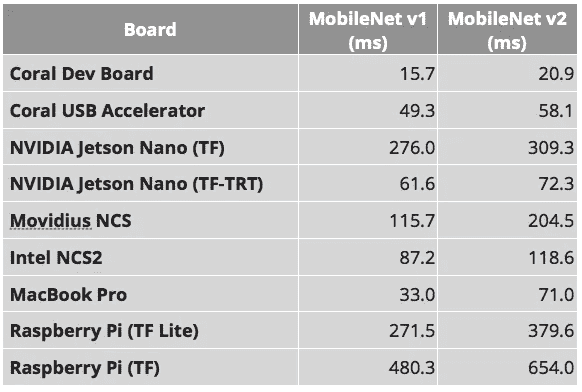 Board MobileNet v1 (ms) MobileNet v2 (ms)
Coral Dev Board 15.7 20.9
Coral USB Accelerator 49.3 58.1
NVIDIA Jetson Nano (TF) 276.0 309.3
NVIDIA Jetson Nano (TF-TRT) 61.6 72.3
Movidius NCS 115.7 204.5
Intel NCS2 87.2 118.6
MacBook Pro 33.0 71.0
Raspberry Pi (TF Lite) 271.5 379.6
Raspberry Pi (TF) 480.3 654.0